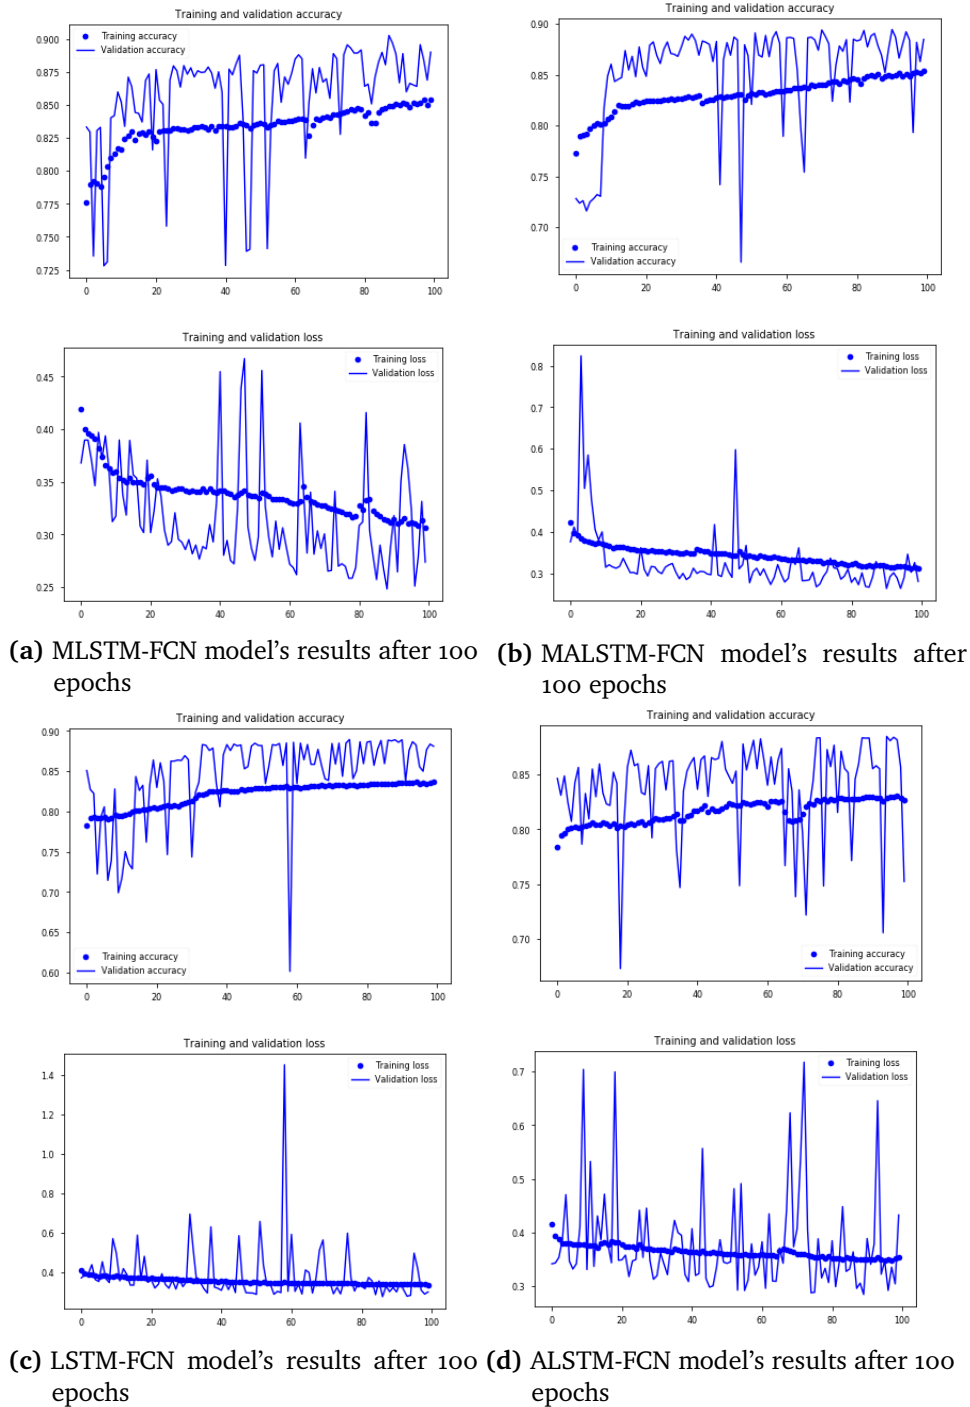 Training and validation accuracy
Training accuracy
Validation accuracy
0.900
0.875
0.850
0.825
0.800
0.775
0.750
0.725
0 20 40 60 80 100
Training and validation loss
Training loss
Validation loss
0.45
0.40
0.35
0.30
0.25
0 20 40 60 80 100
(a) MLSTM-FCN model's results after 100
epochs
Training and validation accuracy
0.90
0.85
0.80
0.75
0.70
Training accuracy
Validation accuracy
0 20 40 60 80 100
Training and validation loss
Training loss
Validation loss
0.8
0.7
0.6
0.5
0.4
0.3
0 20 40 60 80 100
(b) MALSTM-FCN model's results after
100 epochs
Training and validation accuracy
0.90
0.85
0.80
0.75
0.70
0.65
0.60
Training accuracy
Validation accuracy
0 20 40 60 80 100
Training and validation loss
Training loss
Validation loss
1.4
1.2
1.0
0.8
0.6
0.4
0 20 40 60 80 100
(c) LSTM-FCN model's results after 100
epochs
Training and validation accuracy
0.85
0.80
0.75
0.70
Training accuracy
Validation accuracy
0 20 40 60 80 100
Training and validation loss
Training loss
Validation loss
0.7
0.6
0.5
0.4
0.3
0 20 40 60 80 100
(d) ALSTM-FCN model's results after 100
epochs